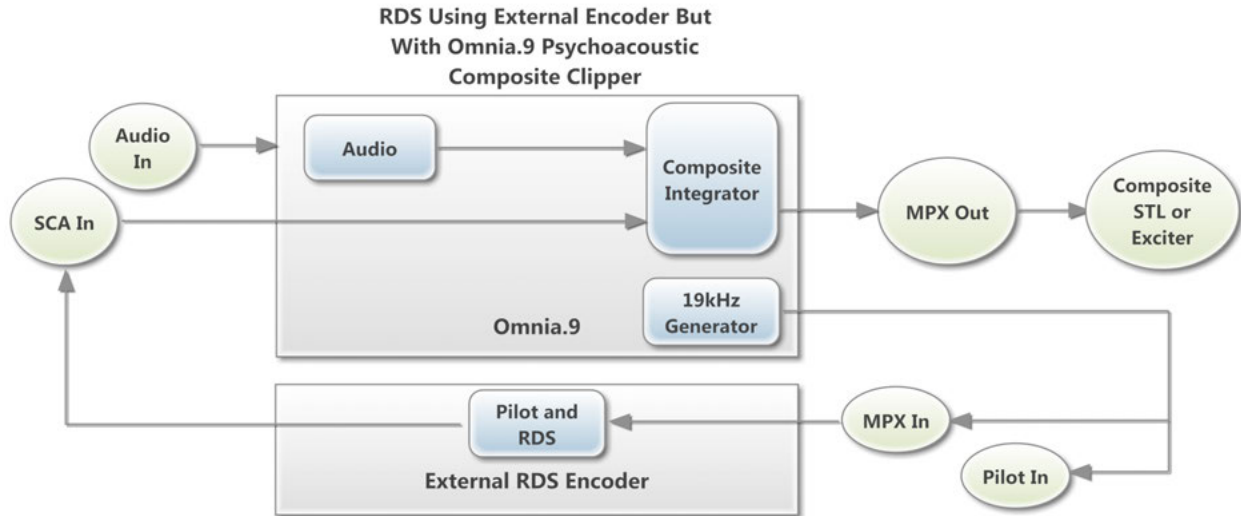 RDS Using External Encoder But
With Omnia.9 Psychoacoustic
Composite Clipper
Audio
In
Audio
Composite
Integrator
SCA In
MPX Out
Composite
STL or
Exciter
19kHz
Generator
Omnia.9
Pilot and
RDS
MPX In
External RDS Encoder
Pilot In